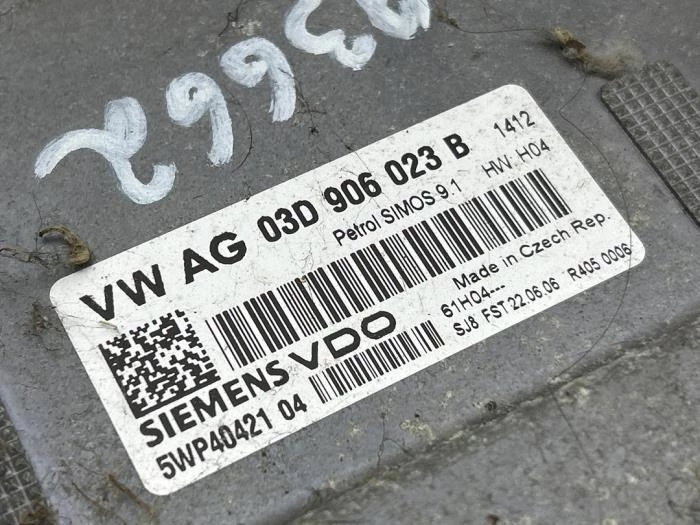 VW AG 03D 906 023 B 1412
Petrol SIMOS 9.1 HW: H04
Made in Czech Rep.
61H04---
SIEMENS VDO
SJ8 FST 22.06.06 R405 0006
5WP40421 04